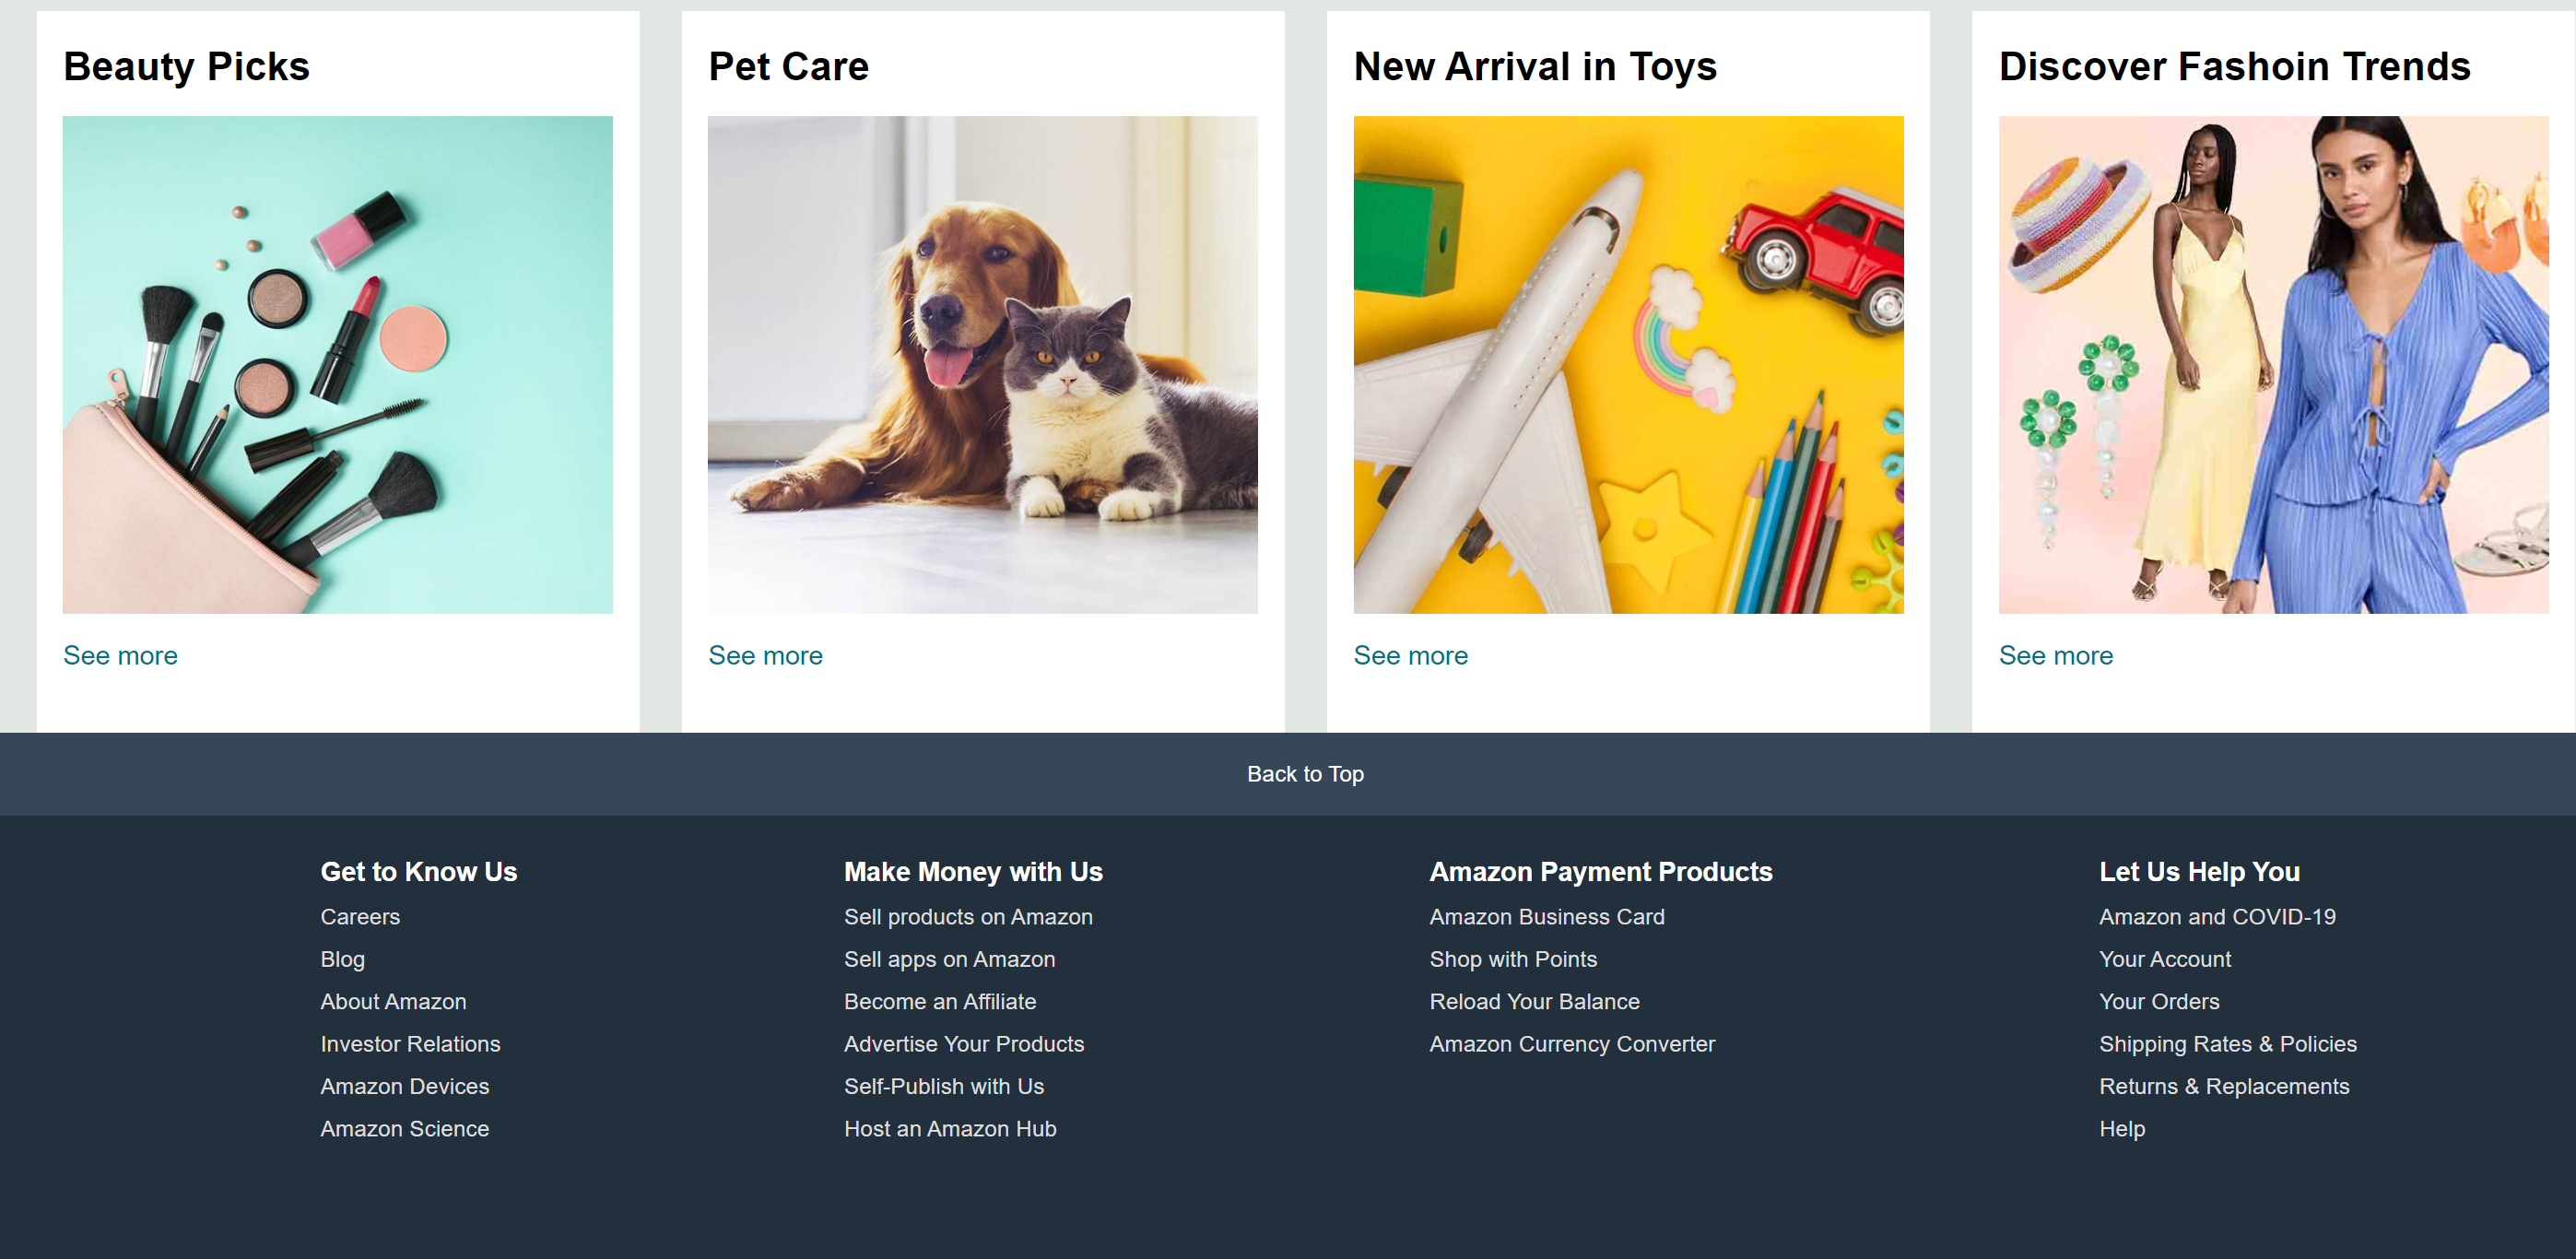 Beauty Picks
Pet Care
New Arrival in Toys
Discover Fashoin Trends
See more
See more
See more
See more
Back to Top
Get to Know Us
Careers
Blog
About Amazon
Investor Relations
Amazon Devices
Amazon Science
Make Money with Us
Sell products on Amazon
Sell apps on Amazon
Become an Affiliate
Advertise Your Products
Self-Publish with Us
Host an Amazon Hub
Amazon Payment Products
Amazon Business Card
Shop with Points
Reload Your Balance
Amazon Currency Converter
Let Us Help You
Amazon and COVID-19
Your Account
Your Orders
Shipping Rates & Policies
Returns & Replacements
Help